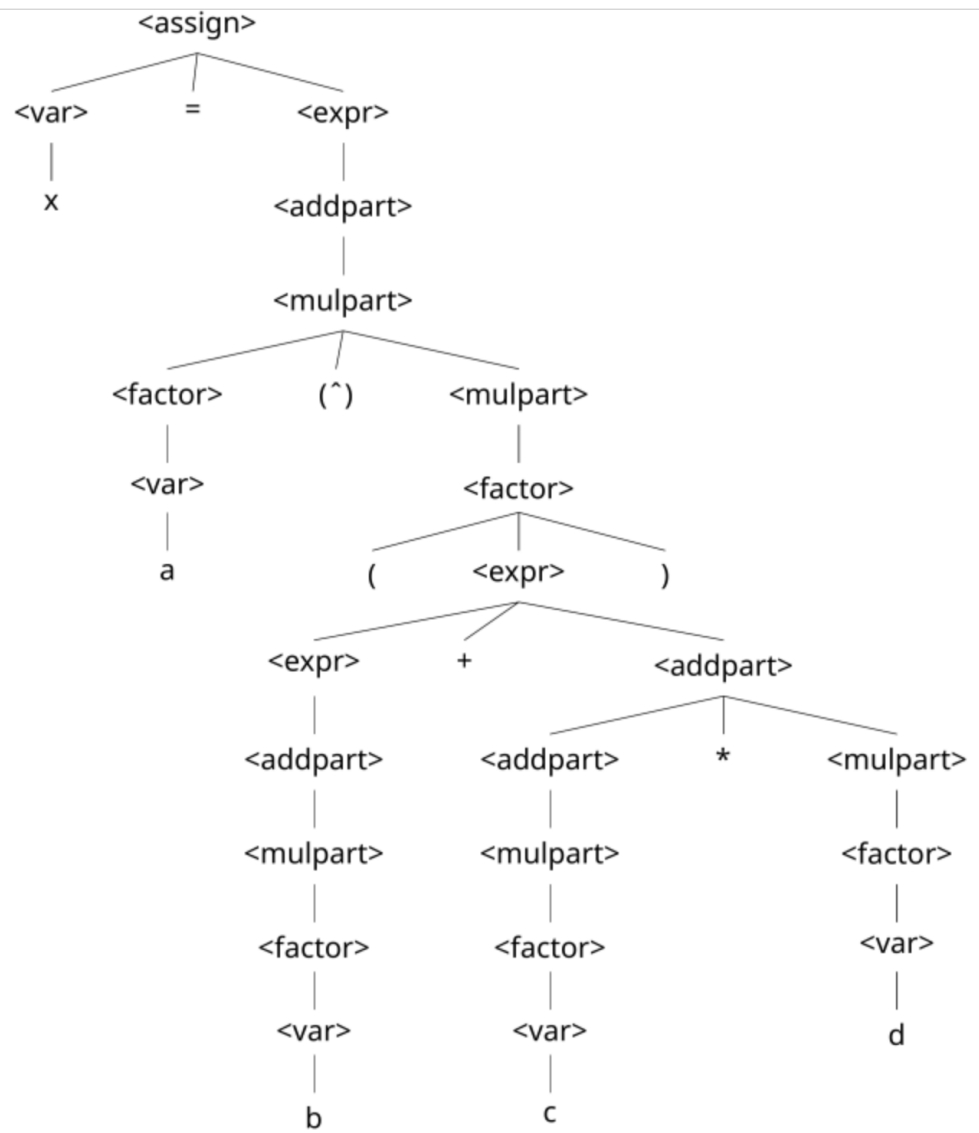 <assign>
<var> = <expr>
x
<addpart>
<mulpart>
<factor> (^) <mulpart>
<var> <factor>
a ( <expr> )
<expr> + <addpart>
<addpart> <addpart> * <mulpart>
<mulpart> <mulpart> <factor>
<factor> <factor> <var>
<var> <var> d
b c